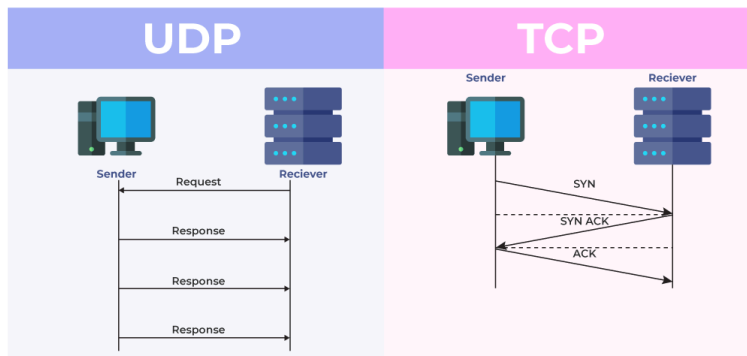 UDP
Sender
Reciever
Request
Response
Response
Response
TCP
Sender
Reciever
SYN
SYN ACK
ACK